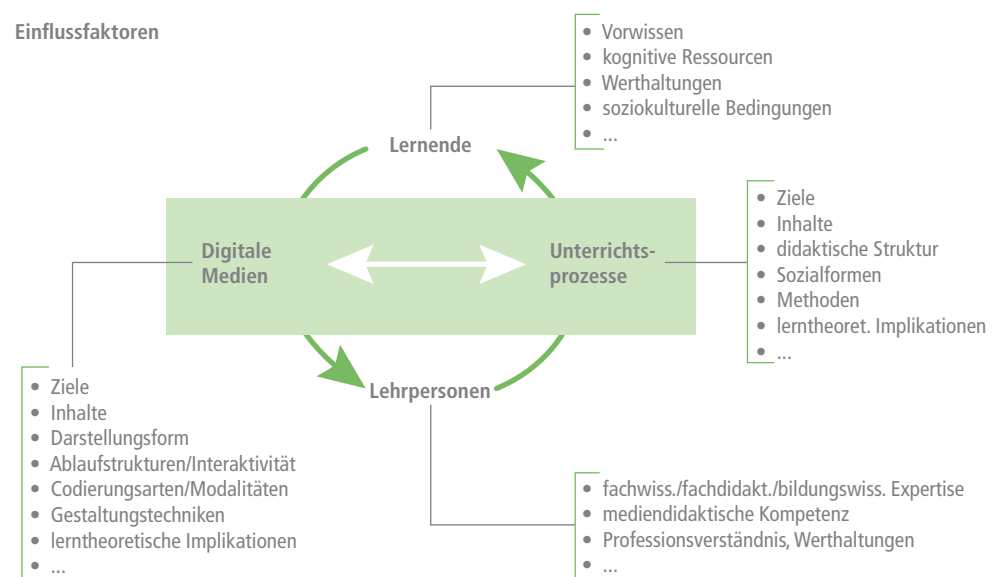 Einflussfaktoren
• Vorwissen
• kognitive Ressourcen
• Werthaltungen
• soziokulturelle Bedingungen
• ...
Lernende
Digitale
Medien
Unterrichts-
prozesse
• Ziele
• Inhalte
• didaktische Struktur
• Sozialformen
• Methoden
• lerntheoret. Implikationen
• ...
Lehrpersonen
• Ziele
• Inhalte
• Darstellungsform
• Ablaufstrukturen/Interaktivität
• Codierungsarten/Modalitäten
• Gestaltungstechniken
• lerntheoretische Implikationen
• ...
• fachwiss./fachdidakt./bildungswiss. Expertise
• mediendidaktische Kompetenz
• Professionsverständnis, Werthaltungen
• ...